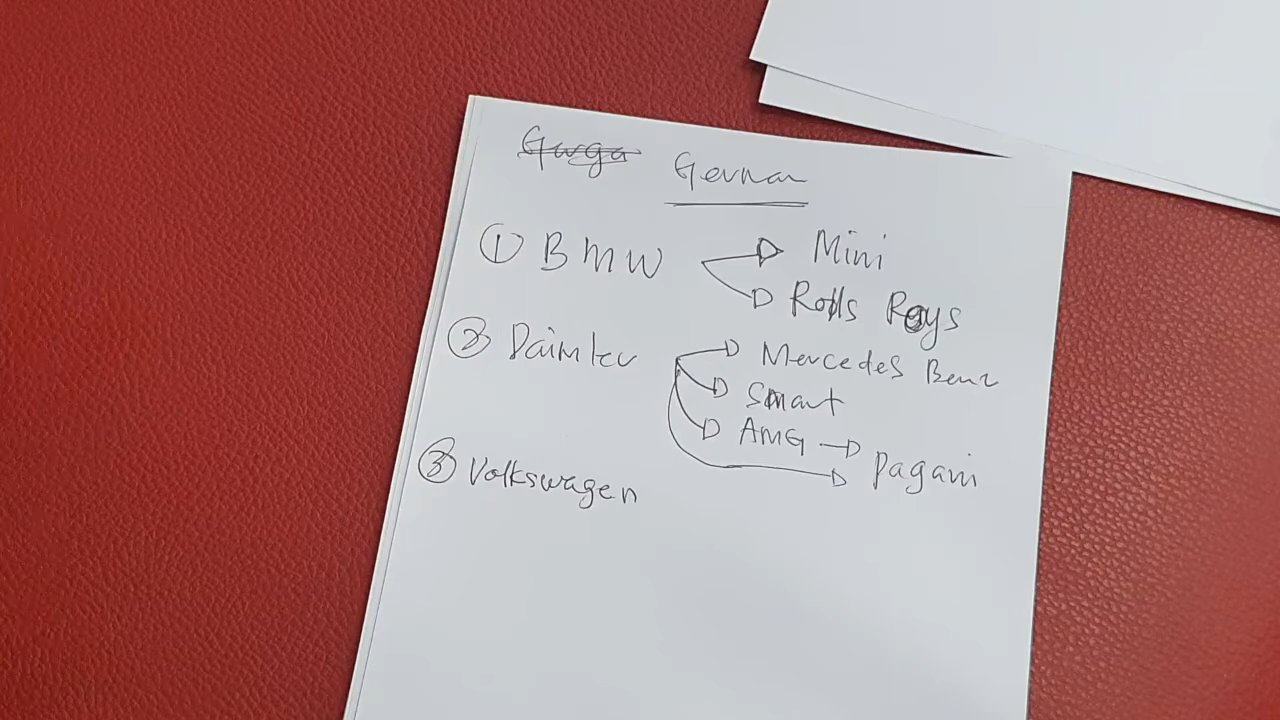 German
① BMW → Mini
→ Rolls Roys
② Daimler → Mercedes Benz
→ Smart
→ AMG → Pagani
③ Volkswagen